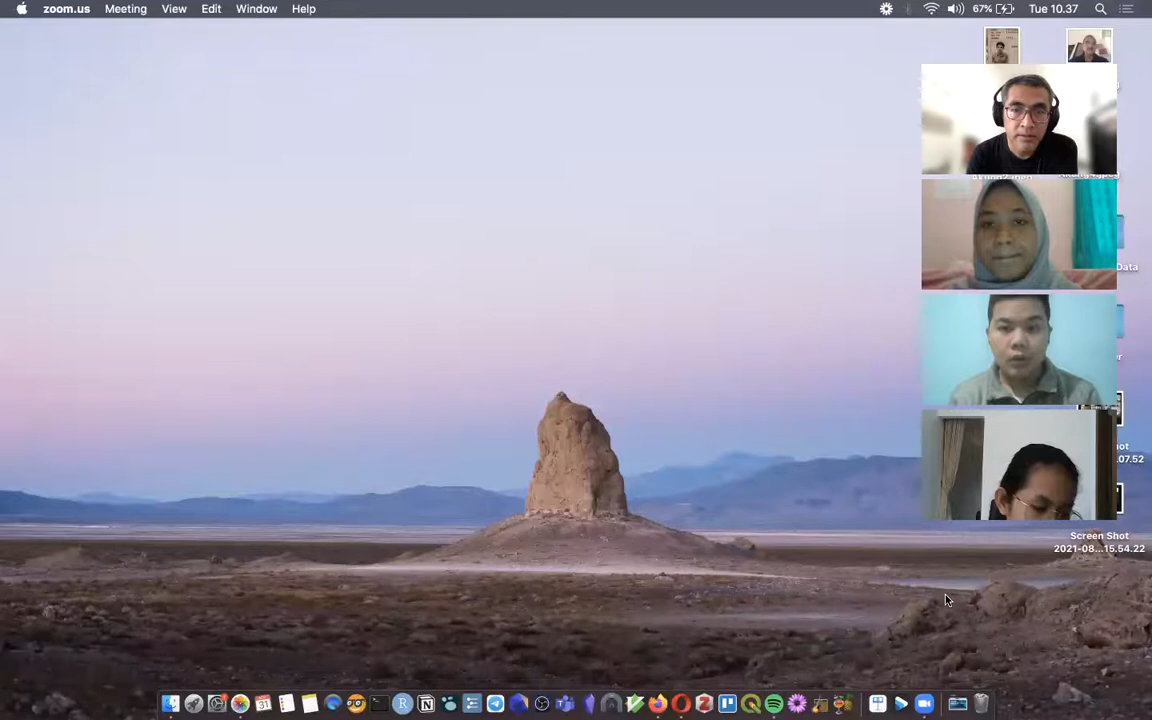 zoom.us Meeting View Edit Window Help 67% Tue 10.37
Data
Screen Shot
2021-08...15.54.22
07.52
31